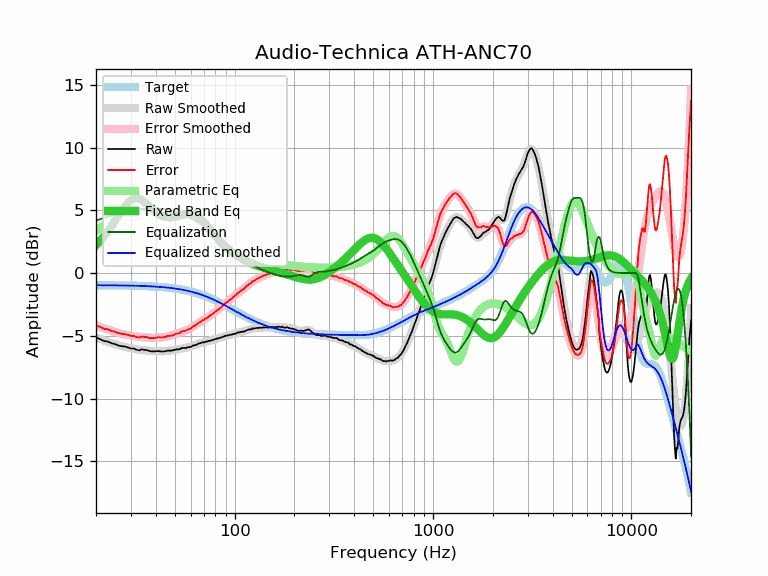 Audio-Technica ATH-ANC70
Amplitude (dBr)
15
10
5
0
−5
−10
−15
Target
Raw Smoothed
Error Smoothed
Raw
Error
Parametric Eq
Fixed Band Eq
Equalization
Equalized smoothed
100
1000
10000
Frequency (Hz)